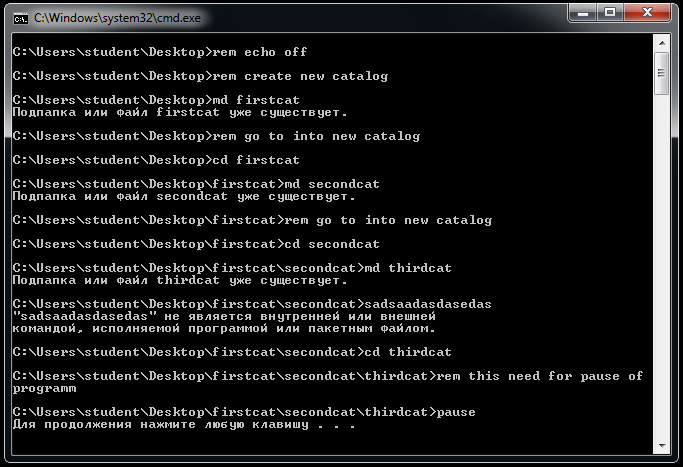 C:\Windows\system32\cmd.exe
C:\Users\student\Desktop>rem echo off
C:\Users\student\Desktop>rem create new catalog
C:\Users\student\Desktop>md firstcat
Подпапка или файл firstcat уже существует.
C:\Users\student\Desktop>rem go to into new catalog
C:\Users\student\Desktop>cd firstcat
C:\Users\student\Desktop\firstcat>md secondcat
Подпапка или файл secondcat уже существует.
C:\Users\student\Desktop\firstcat>rem go to into new catalog
C:\Users\student\Desktop\firstcat>cd secondcat
C:\Users\student\Desktop\firstcat\secondcat>md thirdcat
Подпапка или файл thirdcat уже существует.
C:\Users\student\Desktop\firstcat\secondcat>sadsaadasdasedas
"sadsaadasdasedas" не является внутренней или внешней
командой, исполняемой программой или пакетным файлом.
C:\Users\student\Desktop\firstcat\secondcat>cd thirdcat
C:\Users\student\Desktop\firstcat\secondcat\thirdcat>rem this need for pause of
programm
C:\Users\student\Desktop\firstcat\secondcat\thirdcat>pause
Для продолжения нажмите любую клавишу . . .